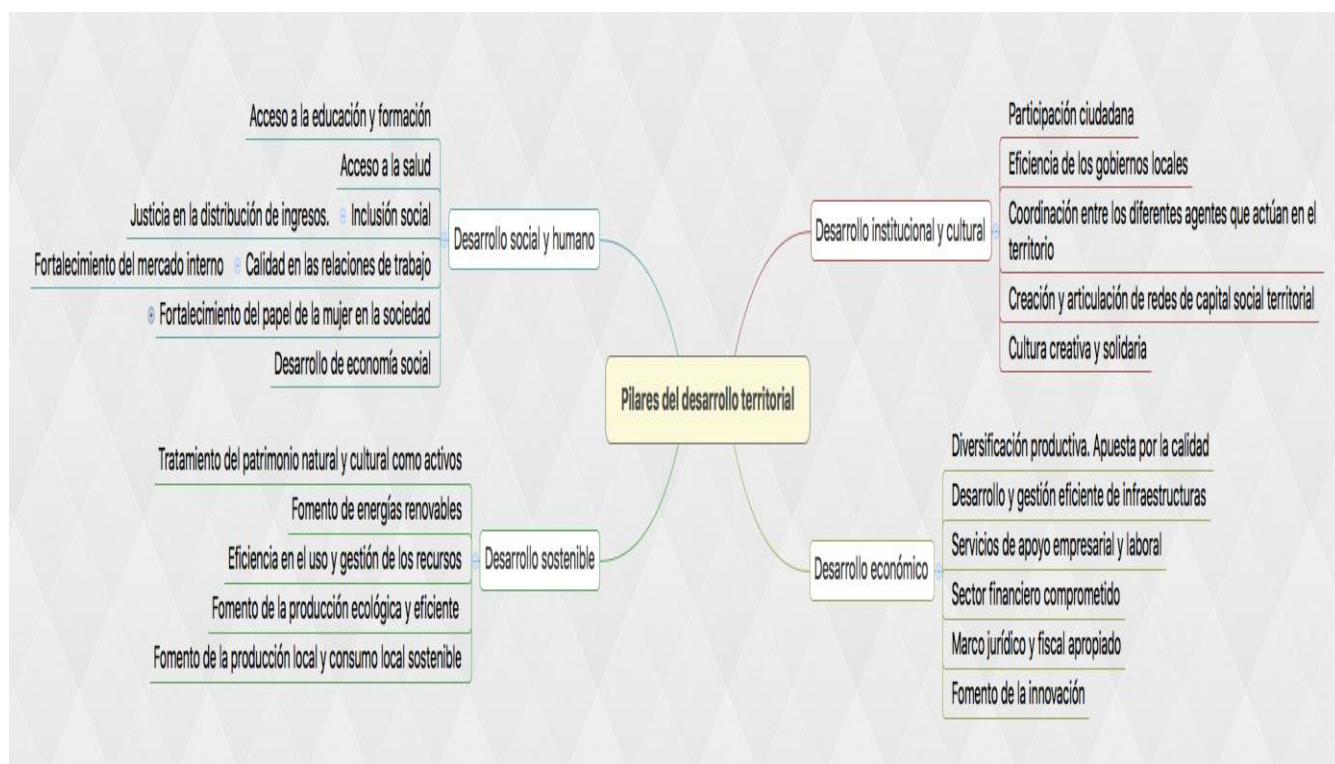 Acceso a la educación y formación
Acceso a la salud
Justicia en la distribución de ingresos.
Inclusión social
Fortalecimiento del mercado interno
Calidad en las relaciones de trabajo
Fortalecimiento del papel de la mujer en la sociedad
Desarrollo de economía social
Desarrollo social y humano
Participación ciudadana
Eficiencia de los gobiernos locales
Coordinación entre los diferentes agentes que actúan en el
territorio
Creación y articulación de redes de capital social territorial
Cultura creativa y solidaria
Desarrollo institucional y cultural
Pilares del desarrollo territorial
Tratamiento del patrimonio natural y cultural como activos
Fomento de energías renovables
Eficiencia en el uso y gestión de los recursos
Fomento de la producción ecológica y eficiente
Fomento de la producción local y consumo local sostenible
Desarrollo sostenible
Desarrollo económico
Diversificación productiva. Apuesta por la calidad
Desarrollo y gestión eficiente de infraestructuras
Servicios de apoyo empresarial y laboral
Sector financiero comprometido
Marco jurídico y fiscal apropiado
Fomento de la innovación